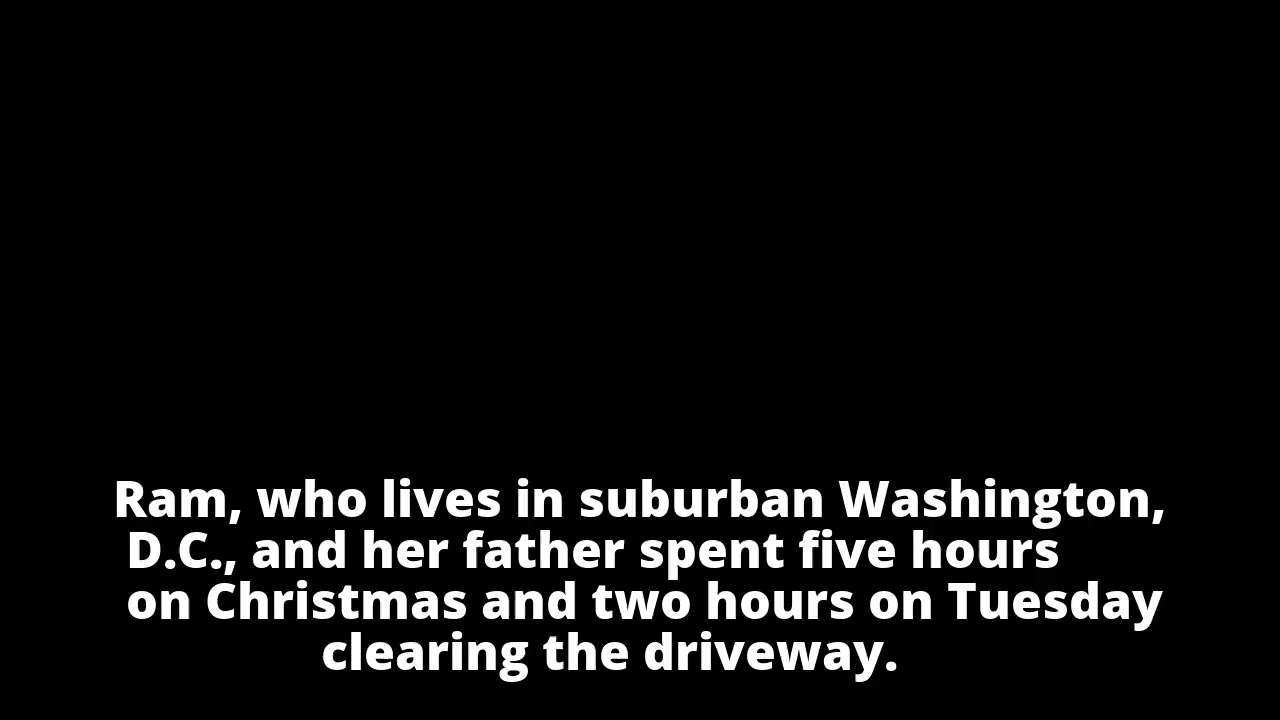 Ram, who lives in suburban Washington,
D.C., and her father spent five hours
on Christmas and two hours on Tuesday
clearing the driveway.